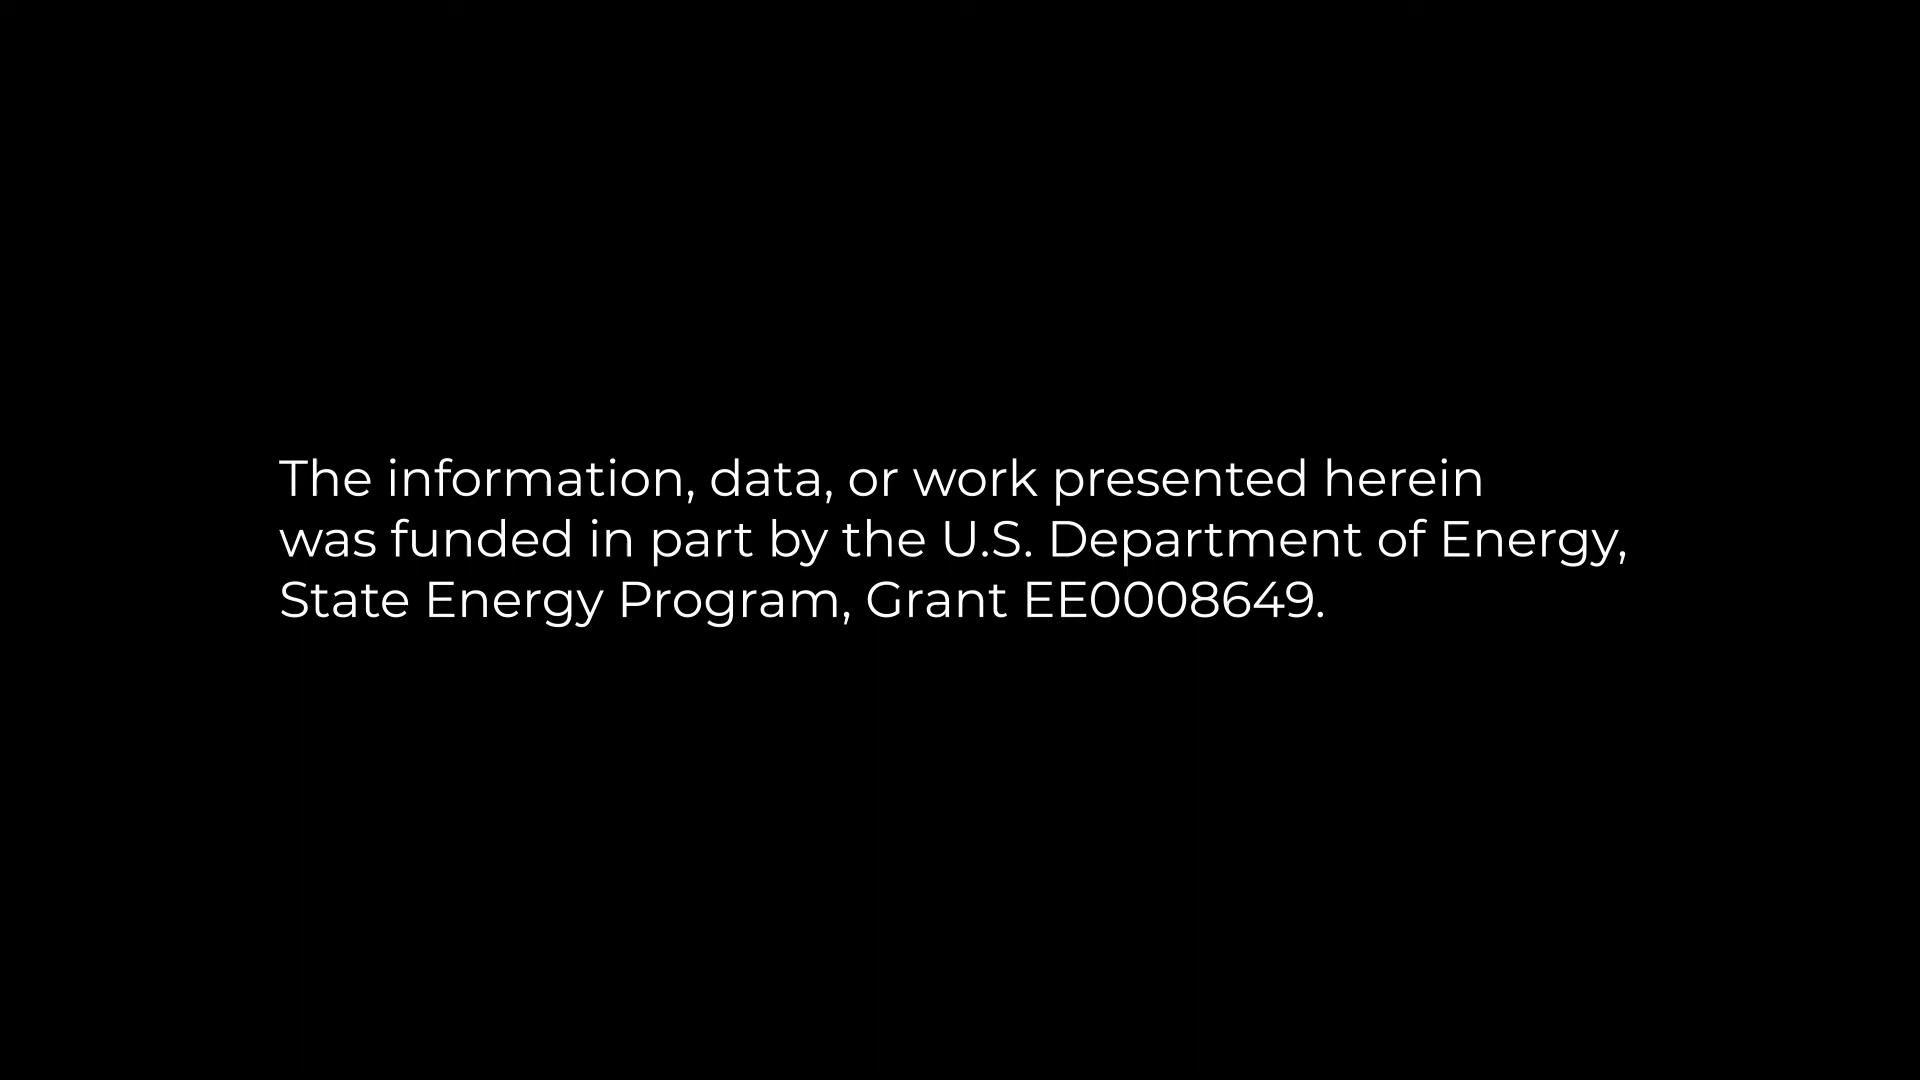 The information, data, or work presented herein
was funded in part by the U.S. Department of Energy,
State Energy Program, Grant EE0008649.